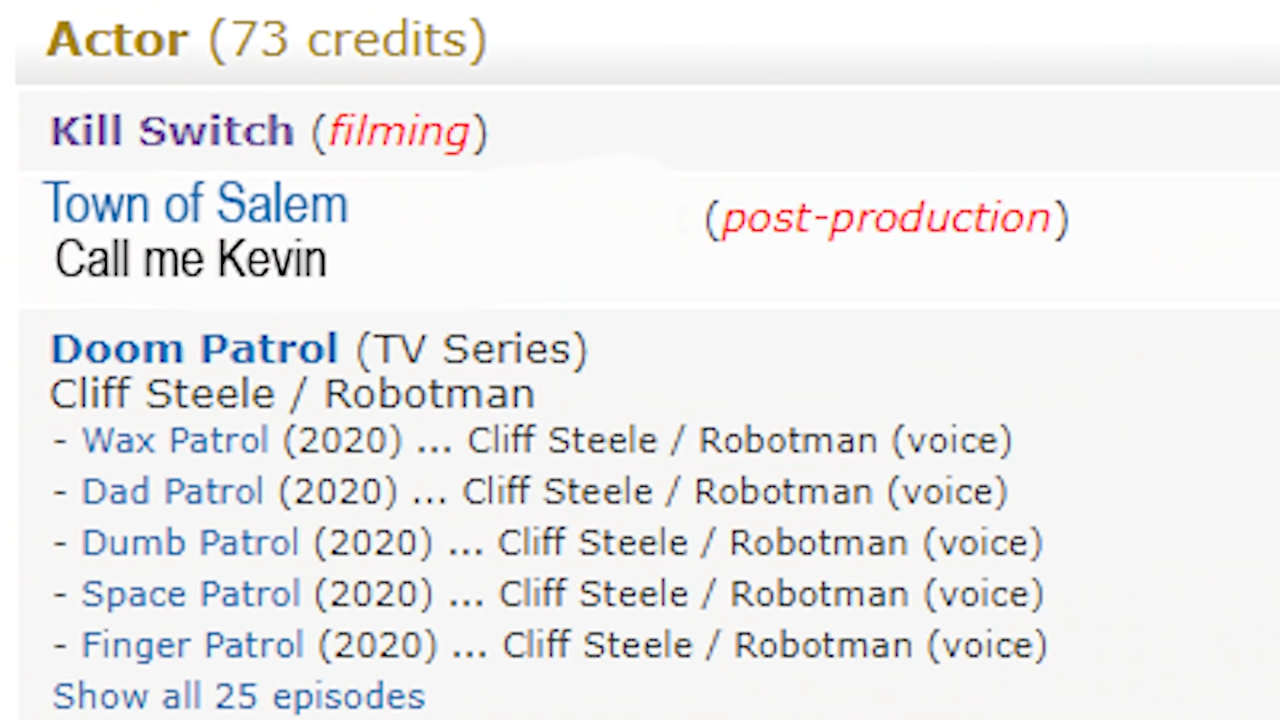 Actor (73 credits)
Kill Switch (filming)
Town of Salem (post-production)
Call me Kevin
Doom Patrol (TV Series)
Cliff Steele / Robotman
- Wax Patrol (2020) ... Cliff Steele / Robotman (voice)
- Dad Patrol (2020) ... Cliff Steele / Robotman (voice)
- Dumb Patrol (2020) ... Cliff Steele / Robotman (voice)
- Space Patrol (2020) ... Cliff Steele / Robotman (voice)
- Finger Patrol (2020) ... Cliff Steele / Robotman (voice)
Show all 25 episodes